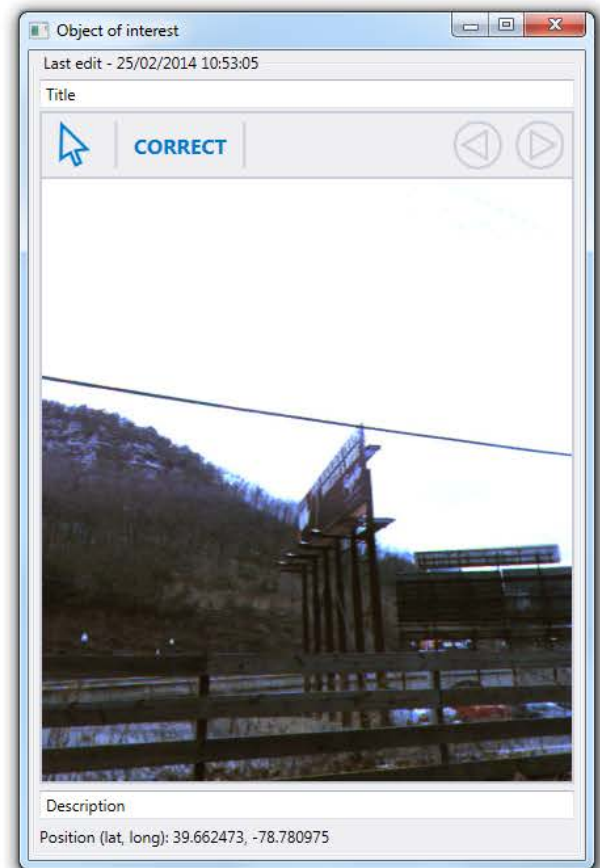 Object of interest
Last edit - 25/02/2014 10:53:05
Title
CORRECT
Description
Position (lat, long): 39.662473, -78.780975